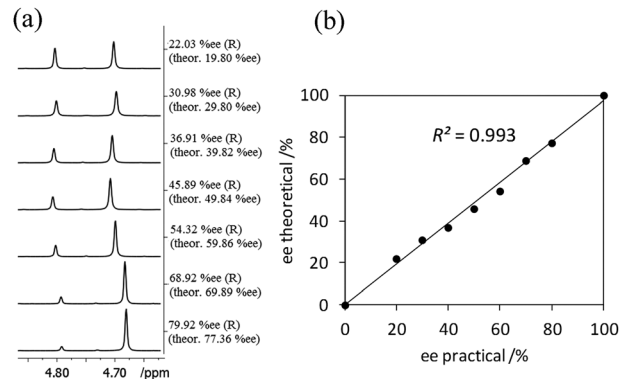 (a)
22.03 %ee (R)
(theor. 19.80 %ee)
30.98 %ee (R)
(theor. 29.80 %ee)
36.91 %ee (R)
(theor. 39.82 %ee)
45.89 %ee (R)
(theor. 49.84 %ee)
54.32 %ee (R)
(theor. 59.86 %ee)
68.92 %ee (R)
(theor. 69.89 %ee)
79.92 %ee (R)
(theor. 77.36 %ee)
4.80 4.70 /ppm
(b)
ee theoretical /%
100
80
60
40
20
0
R² = 0.993
0 20 40 60 80 100
ee practical /%